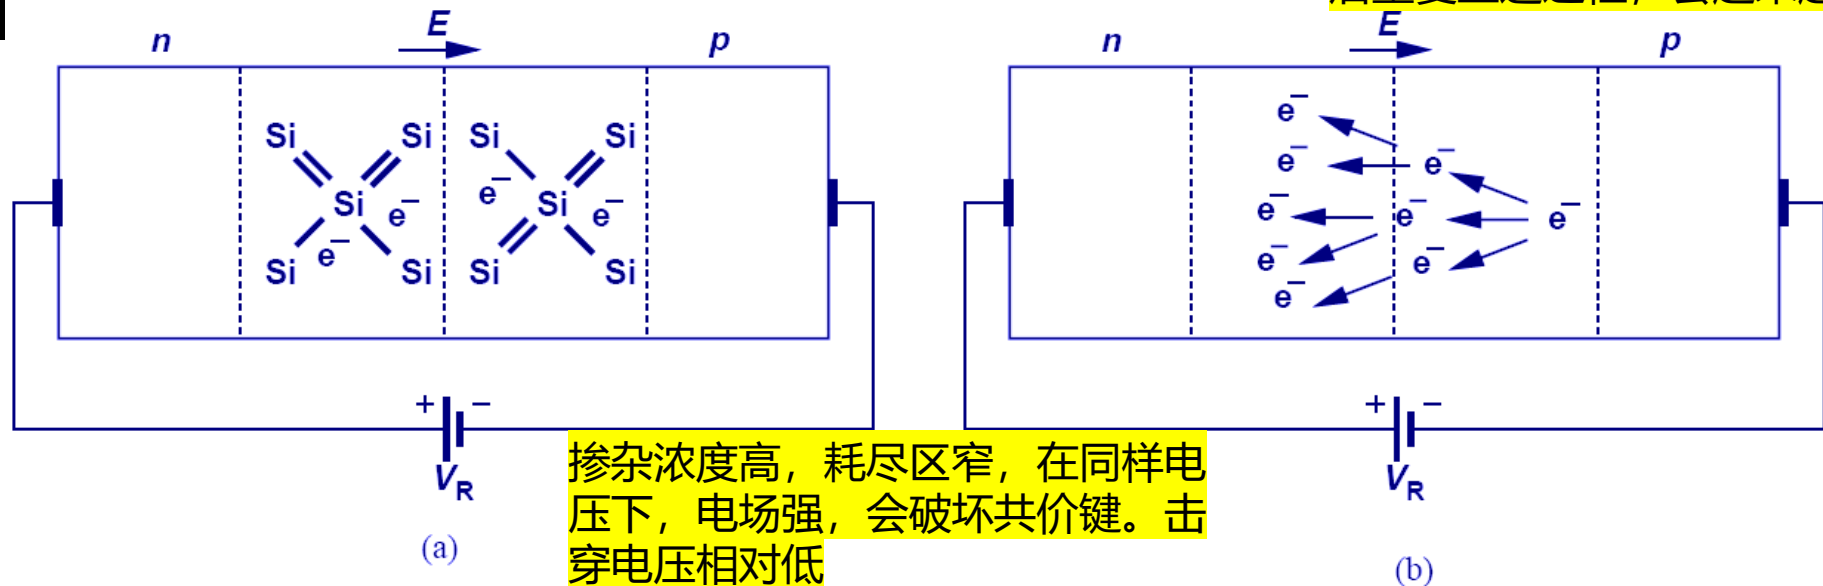 n E p
Si Si Si Si
e⁻
Si e⁻ Si e⁻
e⁻
Si Si Si Si
+ −
V_R
(a)
掺杂浓度高，耗尽区窄，在同样电
压下，电场强，会破坏共价键。击
穿电压相对低
n E p
e⁻
e⁻ e⁻
e⁻ e⁻ e⁻
e⁻ e⁻
e⁻
+ −
V_R
(b)